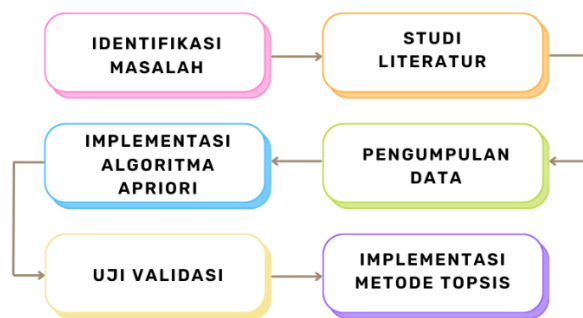 IDENTIFIKASI
MASALAH
STUDI
LITERATUR
PENGUMPULAN
DATA
IMPLEMENTASI
ALGORITMA
APRIORI
UJI VALIDASI
IMPLEMENTASI
METODE TOPSIS